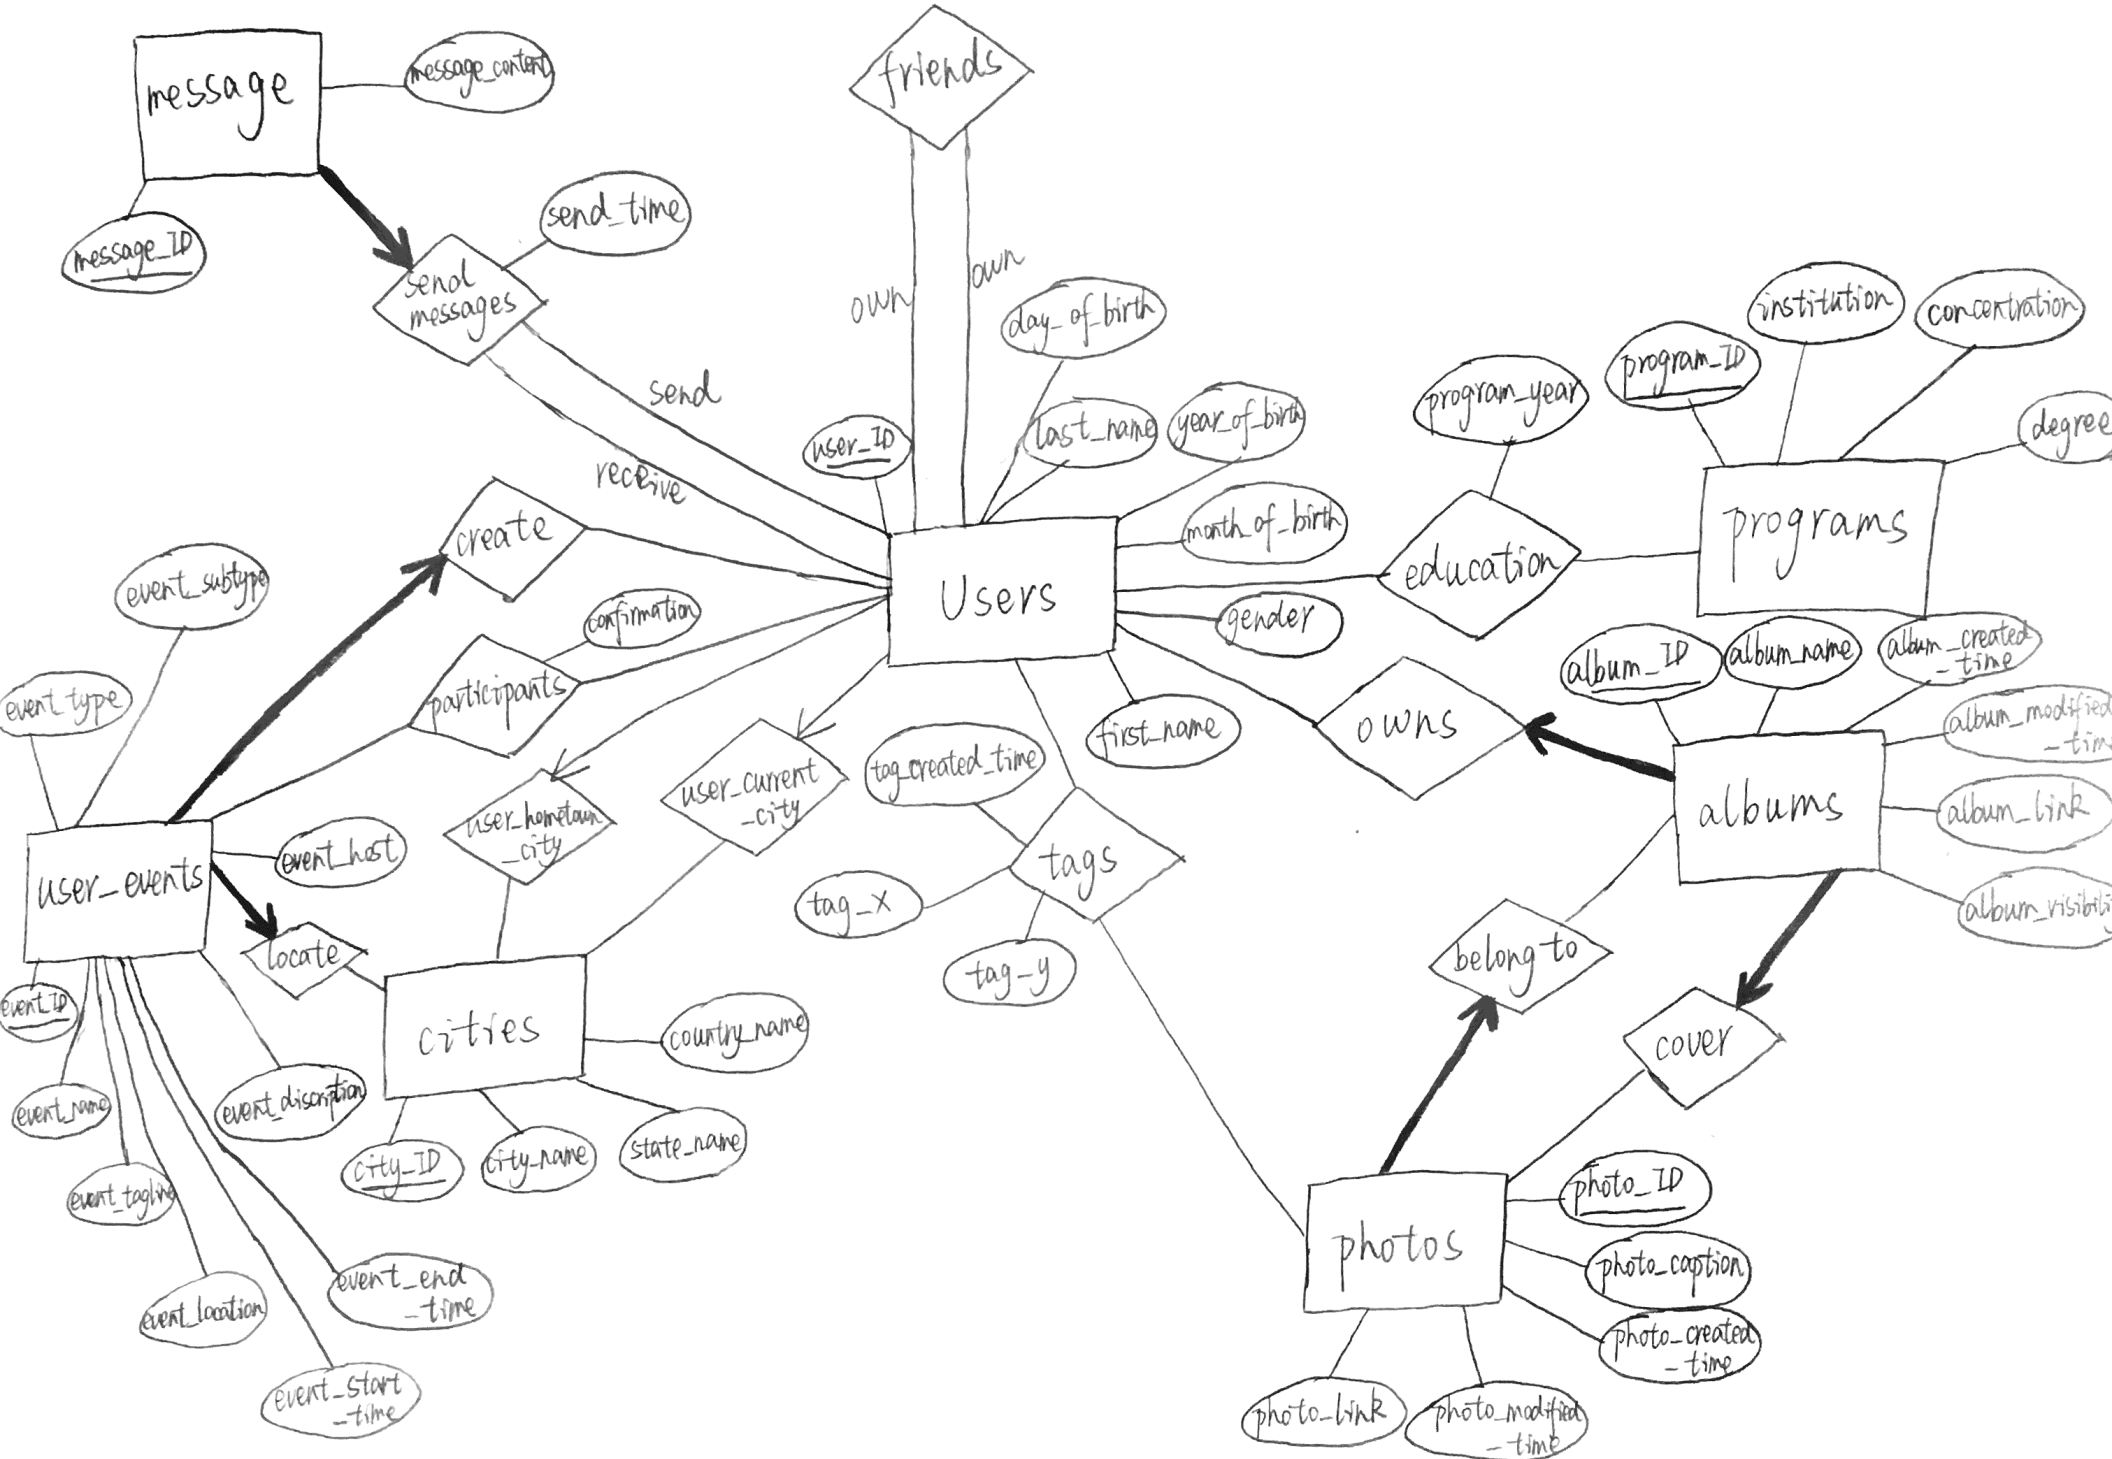 message
message_content
message_ID
send
messages
send_time
send
receive
friends
own
own
user_ID
day_of_birth
last_name
year_of_birth
month_of_birth
gender
first_name
Users
program_year
education
program_ID
institution
concentration
degree
programs
create
confirmation
participants
event_subtype
event_type
user_events
event_host
locate
event_ID
event_name
event_tagline
event_location
event_start
_time
event_end
_time
event_discription
user_hometown
_city
user_current
_city
cities
country_name
state_name
city_name
city_ID
tag_created_time
tags
tag_x
tag_y
owns
album_ID
album_name
album_created
_time
album_modified
_time
album_link
albums
belong to
cover
photos
photo_ID
photo_caption
photo_created
_time
photo_modified
_time
photo_link